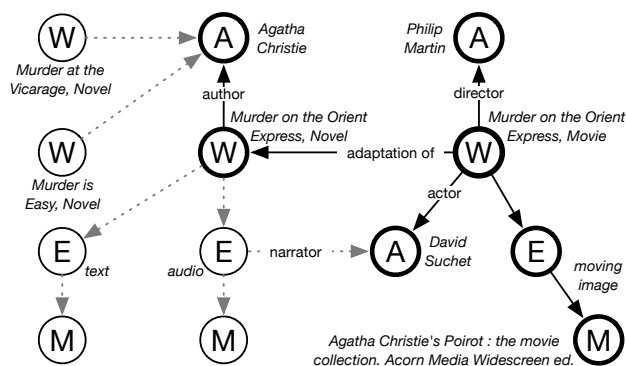 W
A
Agatha
Christie
Philip
Martin
A
Murder at the
Vicarage, Novel
author
director
Murder on the Orient
Express, Novel
Murder on the Orient
Express, Movie
W
W
adaptation of
W
Murder is
Easy, Novel
actor
E
text
audio
E
narrator
A
David
Suchet
E
moving
image
M
M
Agatha Christie's Poirot : the movie
collection. Acorn Media Widescreen ed.
M